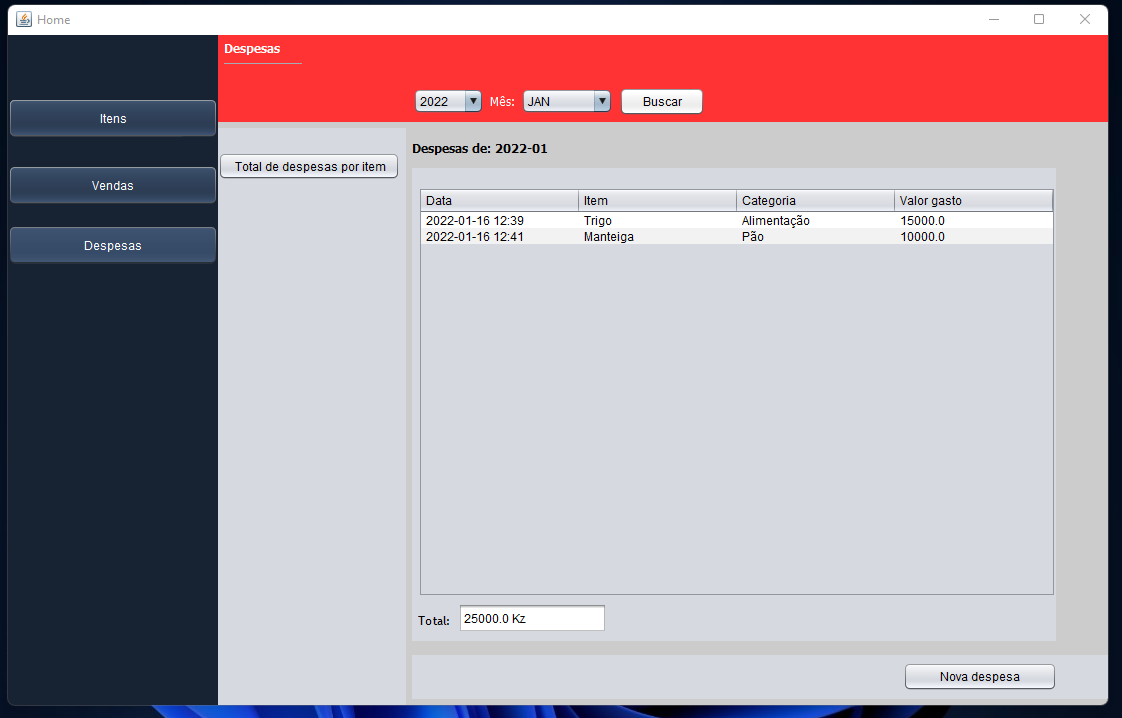 Home
Itens
Vendas
Despesas
Despesas
2022 Mês: JAN Buscar
Total de despesas por item
Despesas de: 2022-01
Data Item Categoria Valor gasto
2022-01-16 12:39 Trigo Alimentação 15000.0
2022-01-16 12:41 Manteiga Pão 10000.0
Total: 25000.0 Kz
Nova despesa